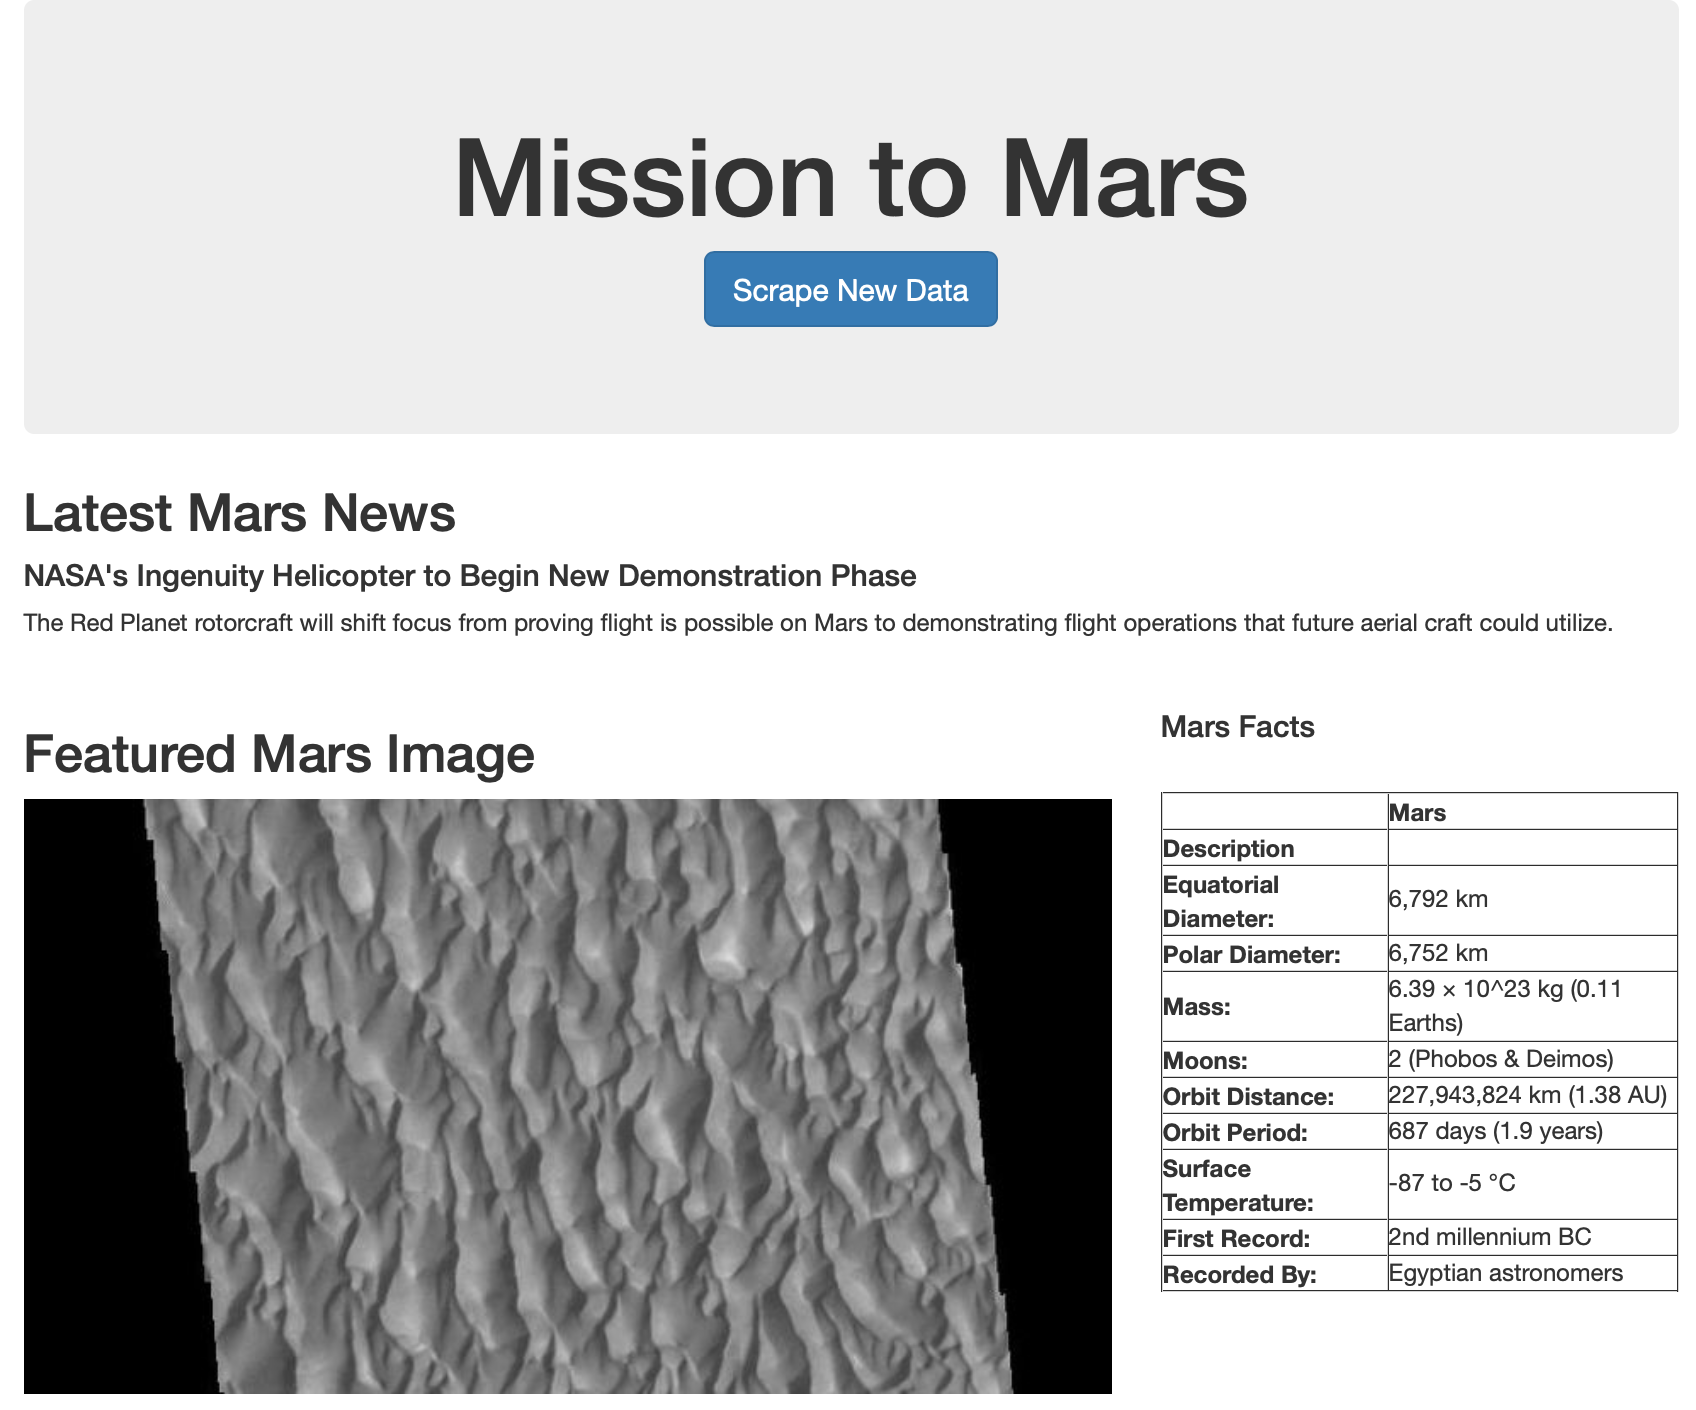 Mission to Mars
Scrape New Data
Latest Mars News
NASA's Ingenuity Helicopter to Begin New Demonstration Phase
The Red Planet rotorcraft will shift focus from proving flight is possible on Mars to demonstrating flight operations that future aerial craft could utilize.
Featured Mars Image
Mars Facts
Mars
Description
Equatorial
Diameter:
6,792 km
Polar Diameter: 6,752 km
Mass:
6.39 × 10^23 kg (0.11
Earths)
Moons: 2 (Phobos & Deimos)
Orbit Distance: 227,943,824 km (1.38 AU)
Orbit Period: 687 days (1.9 years)
Surface
Temperature:
-87 to -5 °C
First Record: 2nd millennium BC
Recorded By: Egyptian astronomers